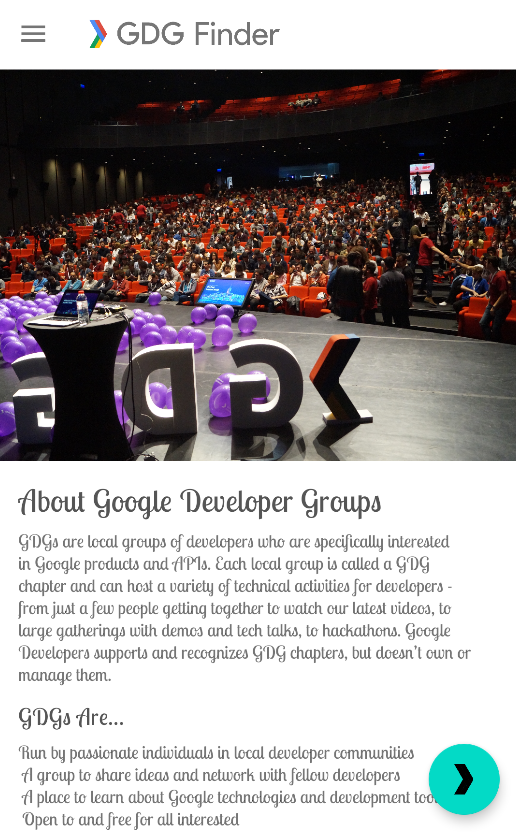 GDG Finder
GDG
About Google Developer Groups
GDGs are local groups of developers who are specifically interested
in Google products and APIs. Each local group is called a GDG
chapter and can host a variety of technical activities for developers -
from just a few people getting together to watch our latest videos, to
large gatherings with demos and tech talks, to hackathons. Google
Developers supports and recognizes GDG chapters, but doesn't own or
manage them.
GDGs Are...
Run by passionate individuals in local developer communities
A group to share ideas and network with fellow developers
A place to learn about Google technologies and development
Open to and free for all interested